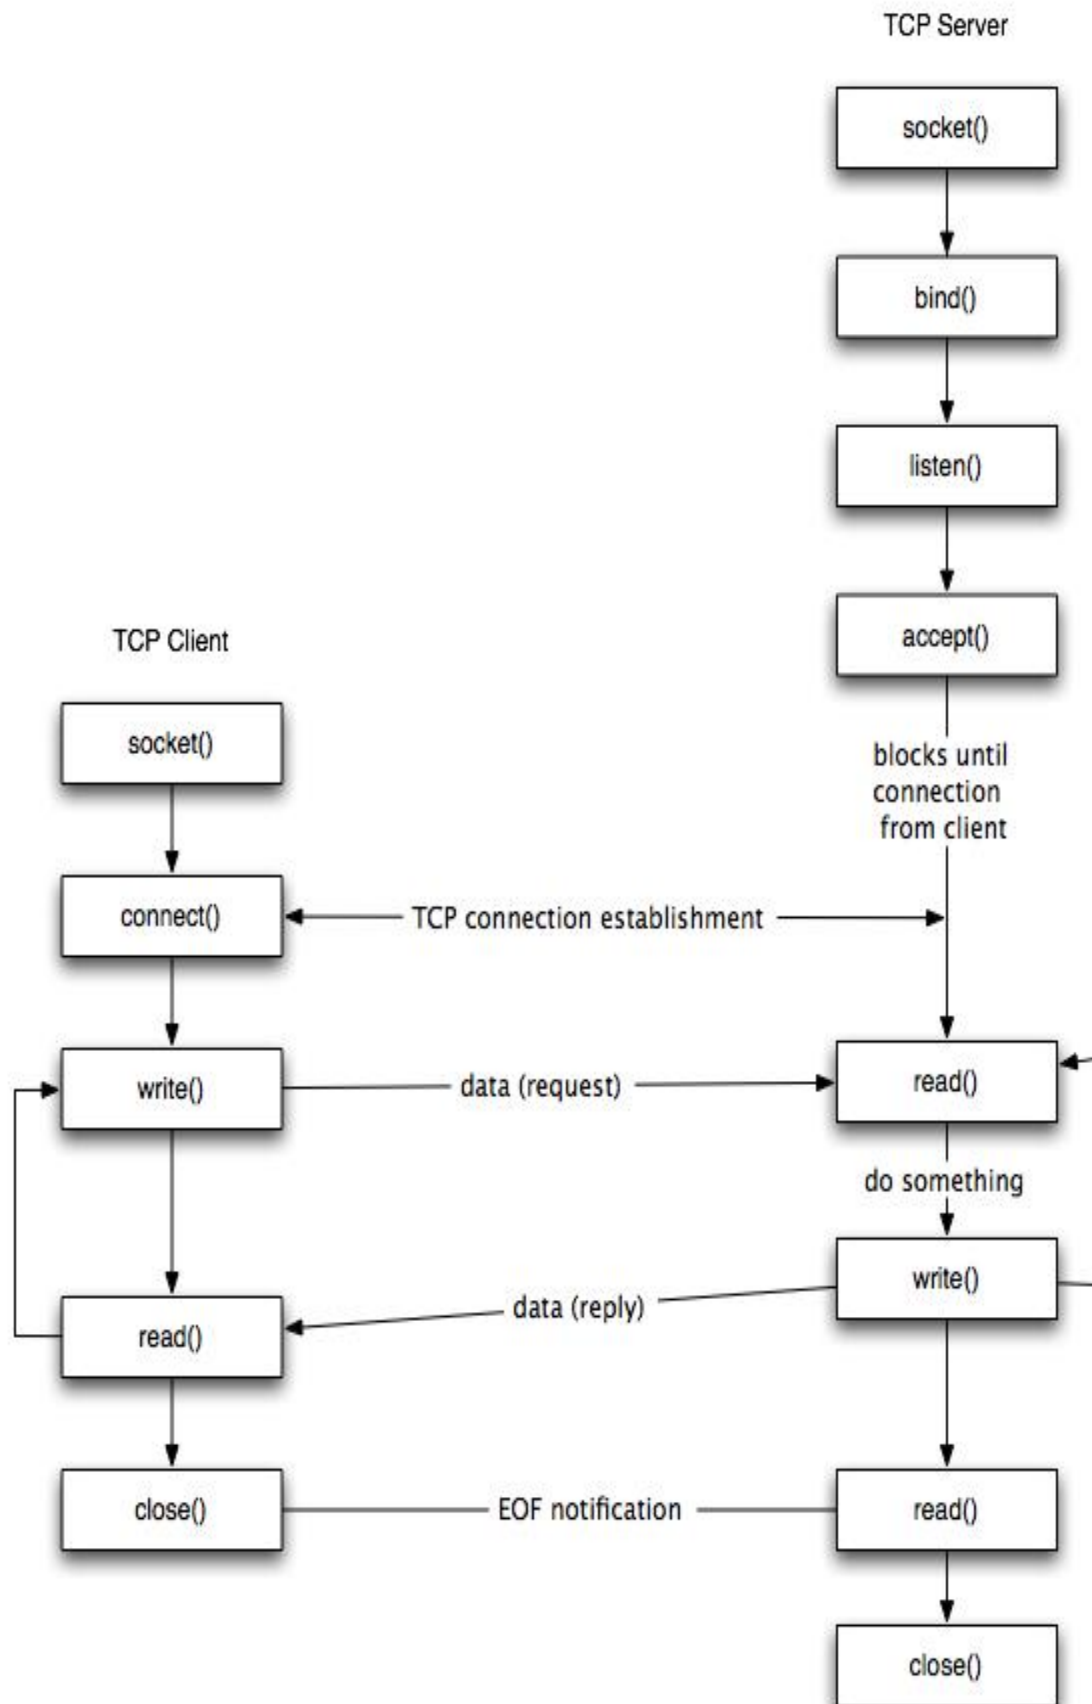 TCP Server
socket()
bind()
listen()
accept()
TCP Client
socket()
blocks until
connection
from client
connect()
TCP connection establishment
write()
data (request)
read()
do something
write()
data (reply)
read()
close()
EOF notification
read()
close()